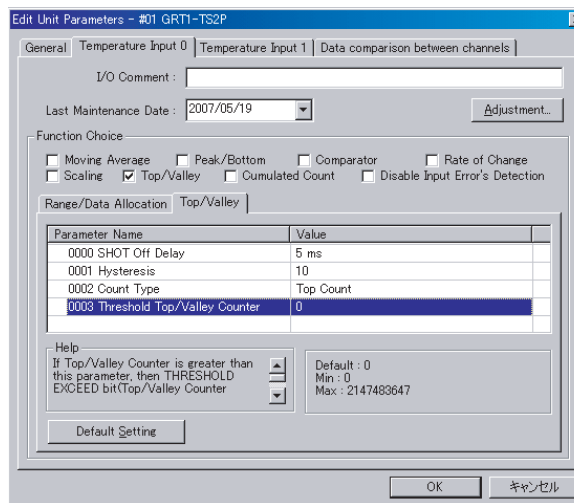 Edit Unit Parameters - #01 GRT1-TS2P
General Temperature Input 0 Temperature Input 1 Data comparison between channels
I/O Comment :
Last Maintenance Date : 2007/05/19 Adjustment...
Function Choice
Moving Average Peak/Bottom Comparator Rate of Change
Scaling Top/Valley Cumulated Count Disable Input Error's Detection
Range/Data Allocation Top/Valley
Parameter Name Value
0000 SHOT Off Delay 5 ms
0001 Hysteresis 10
0002 Count Type Top Count
0003 Threshold Top/Valley Counter 0
Help
If Top/Valley Counter is greater than
this parameter, then THRESHOLD
EXCEED bit(Top/Valley Counter
Default : 0
Min : 0
Max : 2147483647
Default Setting
OK キャンセル